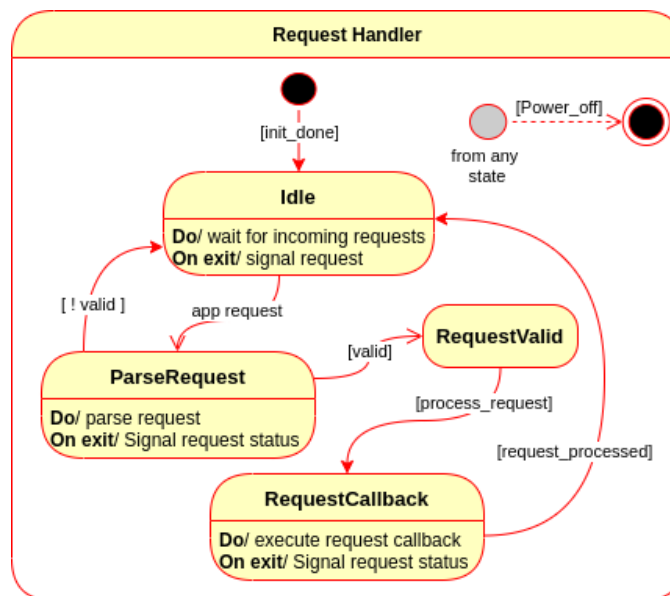 Request Handler
[Power_off]
[init_done]
from any
state
Idle
Do/ wait for incoming requests
On exit/ signal request
[ ! valid ]
app request
[valid]
RequestValid
ParseRequest
Do/ parse request
On exit/ Signal request status
[process_request]
[request_processed]
RequestCallback
Do/ execute request callback
On exit/ Signal request status